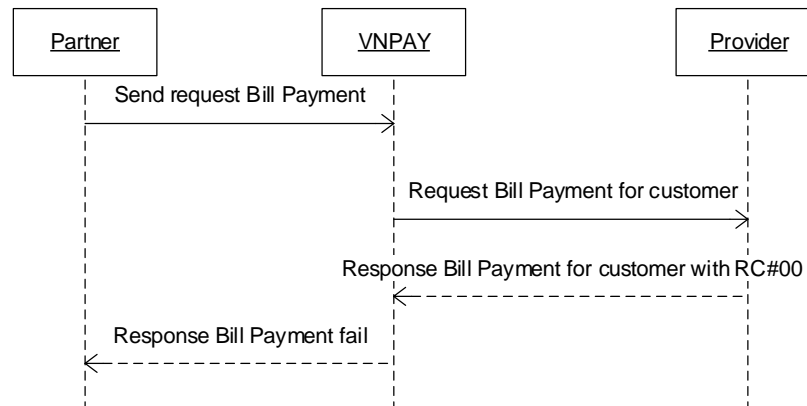 Partner
VNPAY
Provider
Send request Bill Payment
Request Bill Payment for customer
Response Bill Payment for customer with RC#00
Response Bill Payment fail